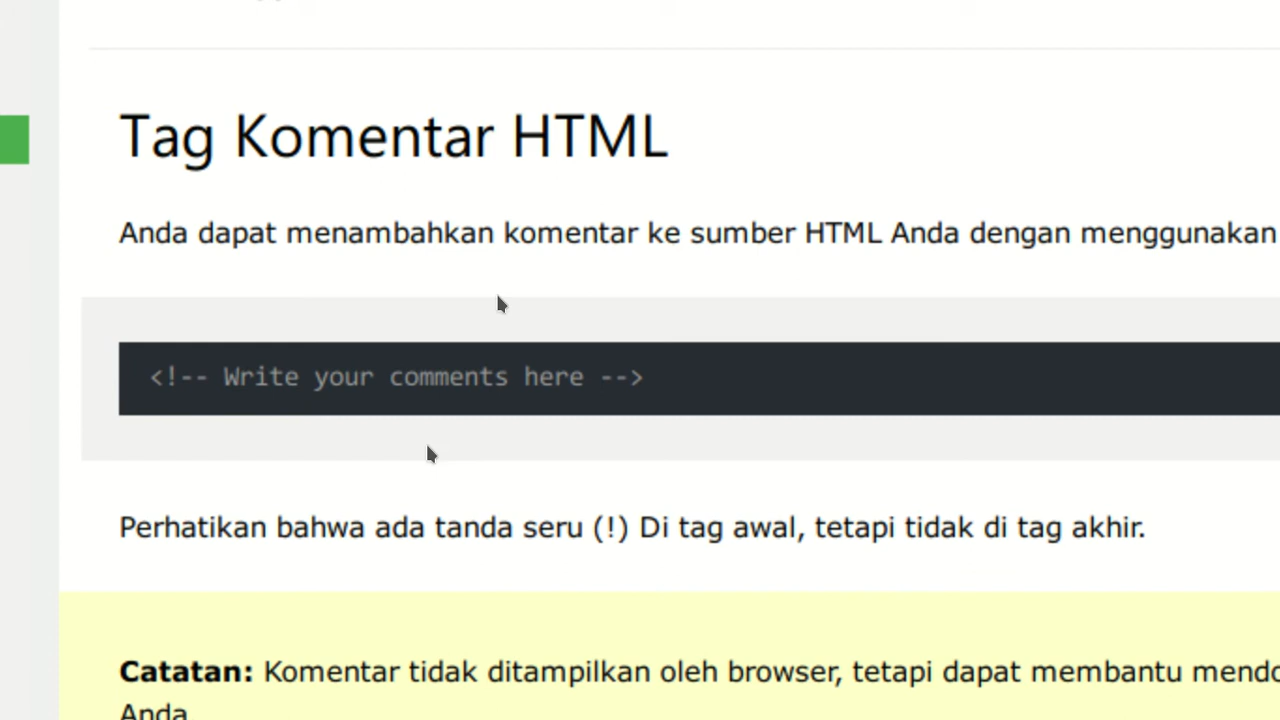 Tag Komentar HTML
Anda dapat menambahkan komentar ke sumber HTML Anda dengan menggunakan
<!-- Write your comments here -->
Perhatikan bahwa ada tanda seru (!) Di tag awal, tetapi tidak di tag akhir.
Catatan: Komentar tidak ditampilkan oleh browser, tetapi dapat membantu
Anda.